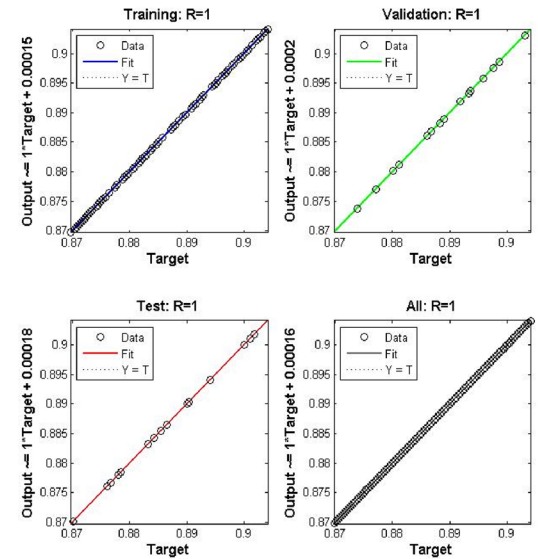 Training: R=1
Output ~= 1*Target + 0.00015
0.9
0.895
0.89
0.885
0.88
0.875
0.87
Data
Fit
Y = T
0.87
0.88
0.89
0.9
Target
Validation: R=1
Output ~= 1*Target + 0.0002
0.9
0.895
0.89
0.885
0.88
0.875
0.87
Data
Fit
Y = T
0.87
0.88
0.89
0.9
Target
Test: R=1
Output ~= 1*Target + 0.00018
0.9
0.895
0.89
0.885
0.88
0.875
0.87
Data
Fit
Y = T
0.87
0.88
0.89
0.9
Target
All: R=1
Output ~= 1*Target + 0.00016
0.9
0.895
0.89
0.885
0.88
0.875
0.87
Data
Fit
Y = T
0.87
0.88
0.89
0.9
Target